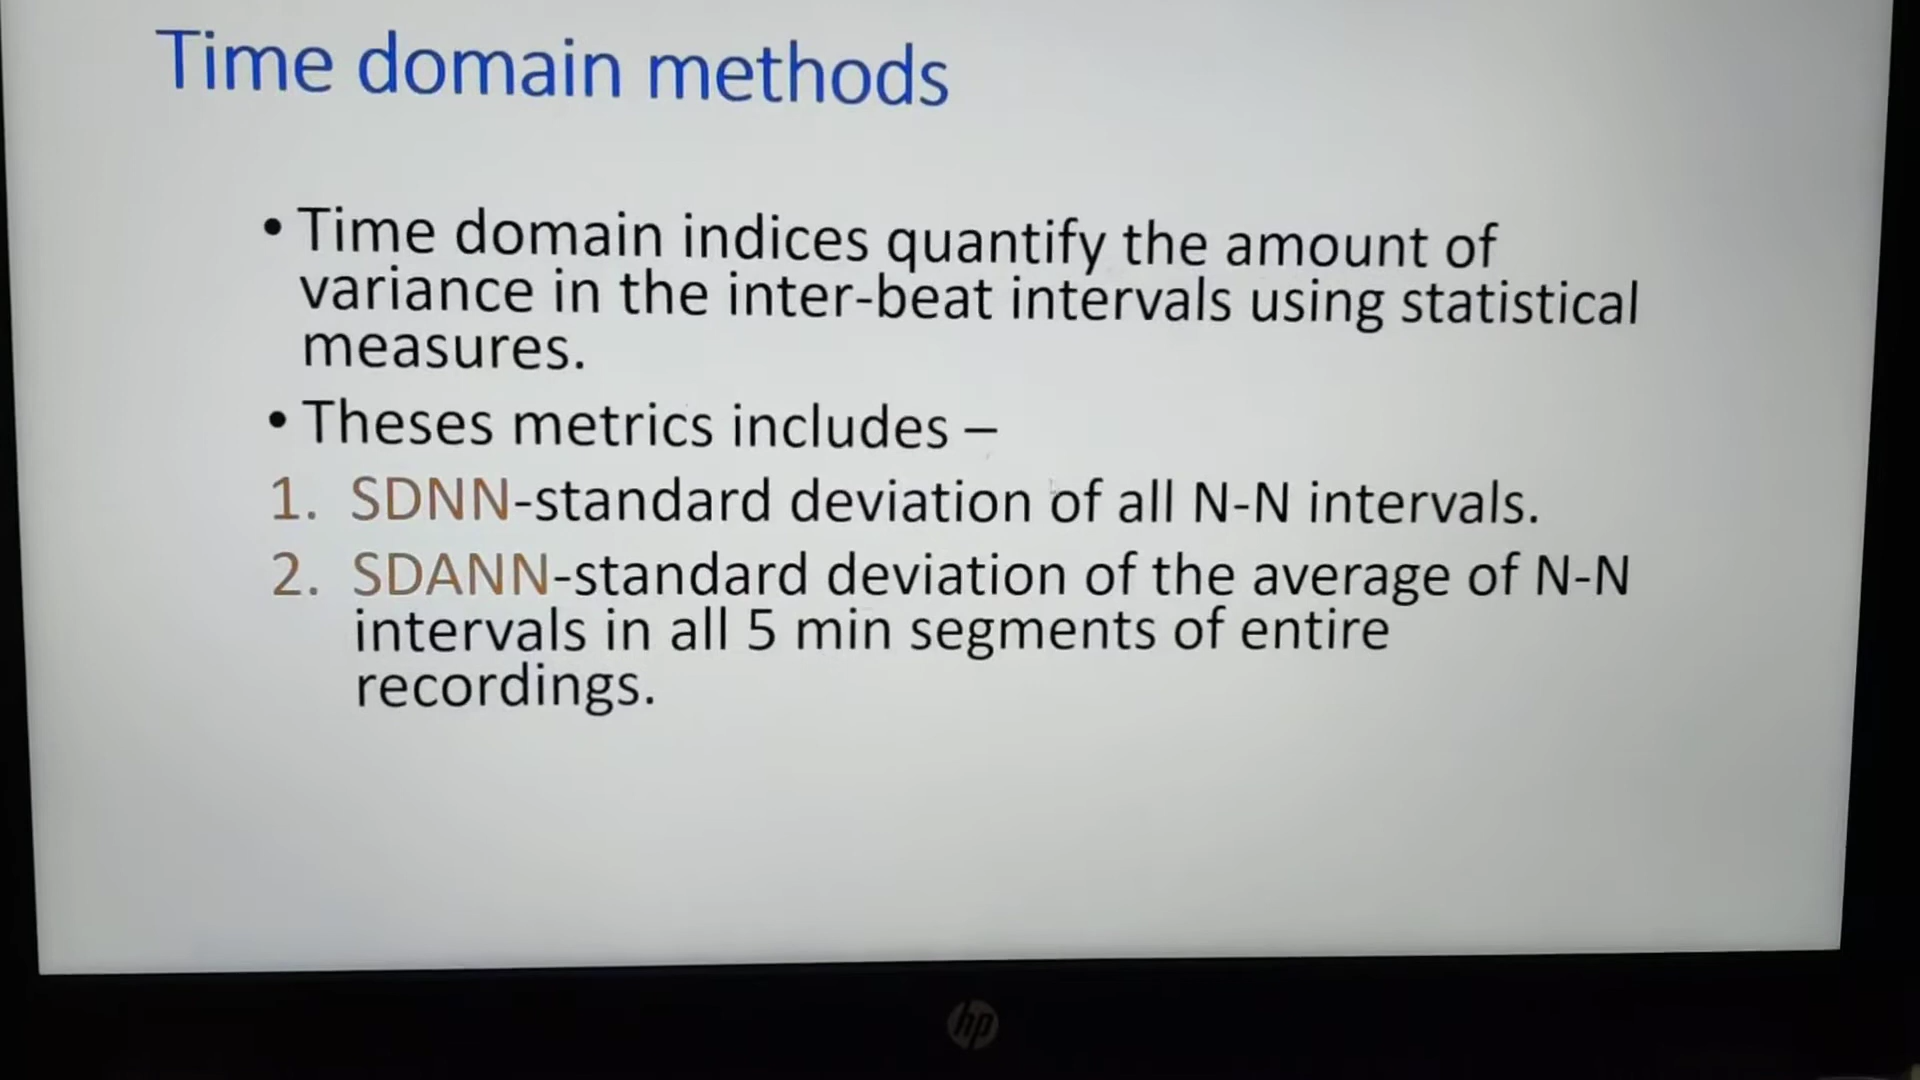 Time domain methods
• Time domain indices quantify the amount of
variance in the inter-beat intervals using statistical
measures.
• Theses metrics includes –
1. SDNN-standard deviation of all N-N intervals.
2. SDANN-standard deviation of the average of N-N
intervals in all 5 min segments of entire
recordings.
hp